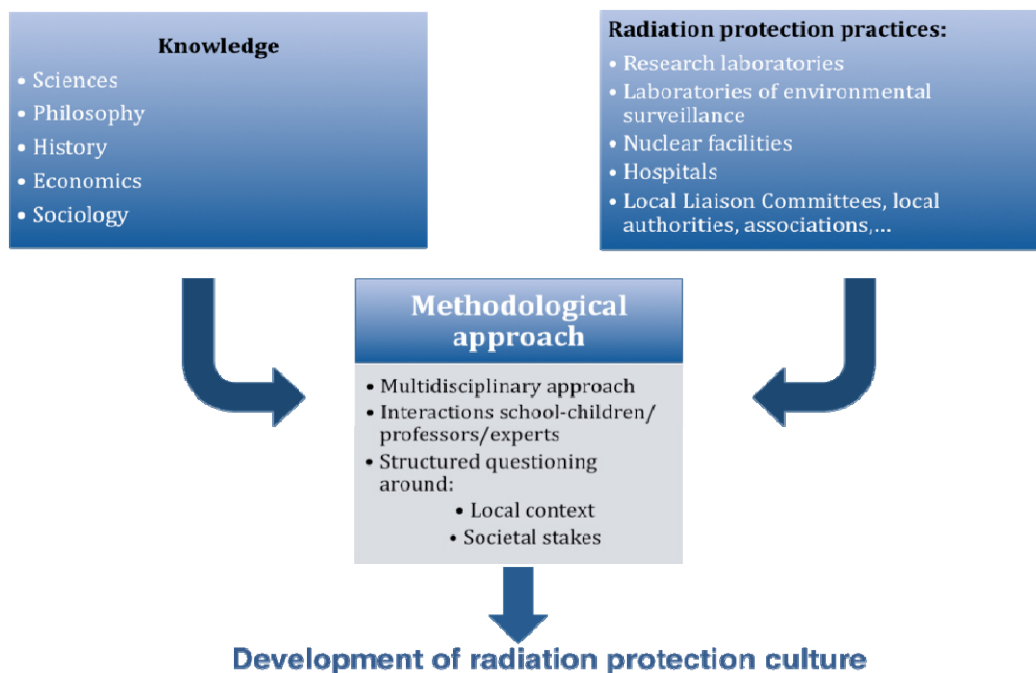 Knowledge
• Sciences
• Philosophy
• History
• Economics
• Sociology
Radiation protection practices:
• Research laboratories
• Laboratories of environmental
surveillance
• Nuclear facilities
• Hospitals
• Local Liaison Committees, local
authorities, associations,...
Methodological
approach
• Multidisciplinary approach
• Interactions school-children/
professors/experts
• Structured questioning
around:
• Local context
• Societal stakes
Development of radiation protection culture